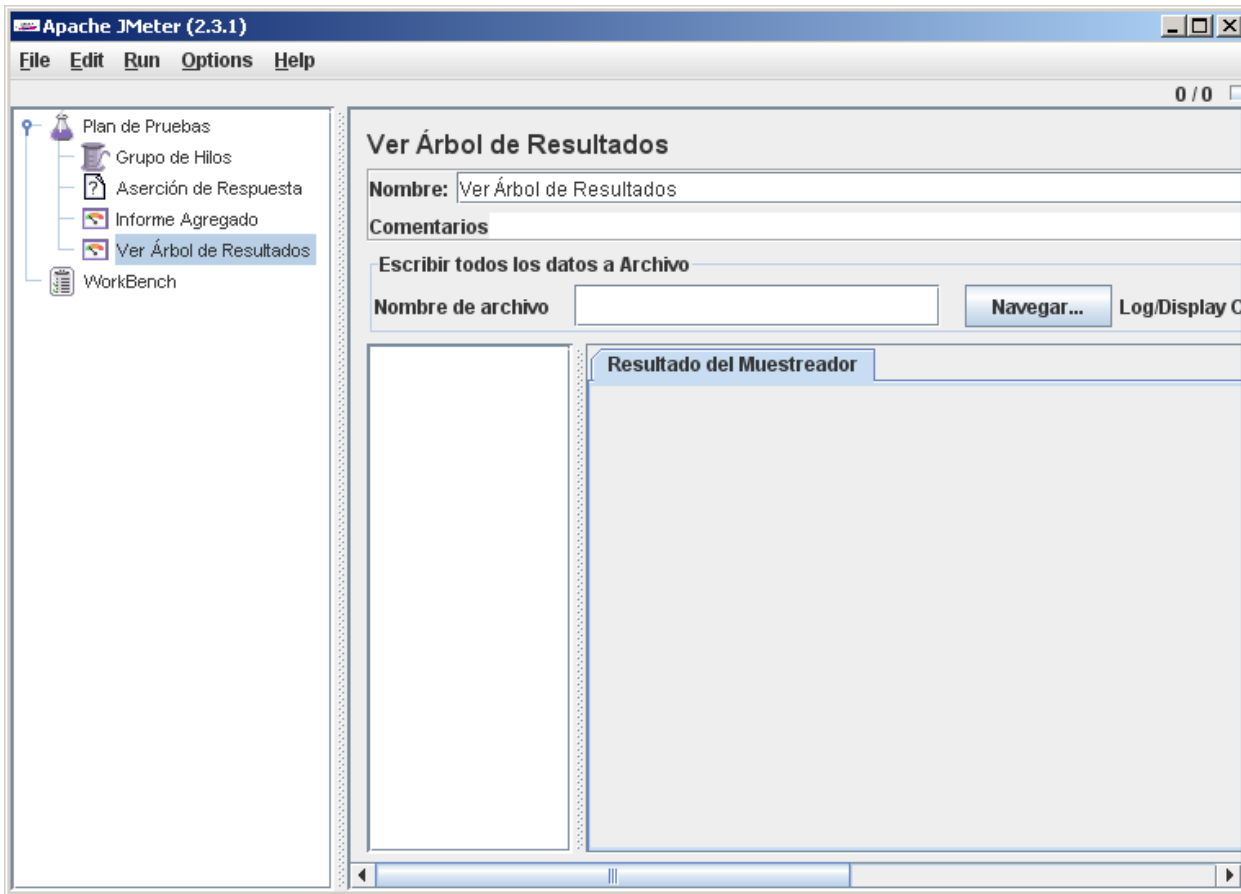 Apache JMeter (2.3.1)
File Edit Run Options Help
0 / 0
Plan de Pruebas
Grupo de Hilos
Aserción de Respuesta
Informe Agregado
Ver Árbol de Resultados
WorkBench
Ver Árbol de Resultados
Nombre: Ver Árbol de Resultados
Comentarios
Escribir todos los datos a Archivo
Nombre de archivo Navegar... Log/Display
Resultado del Muestreador